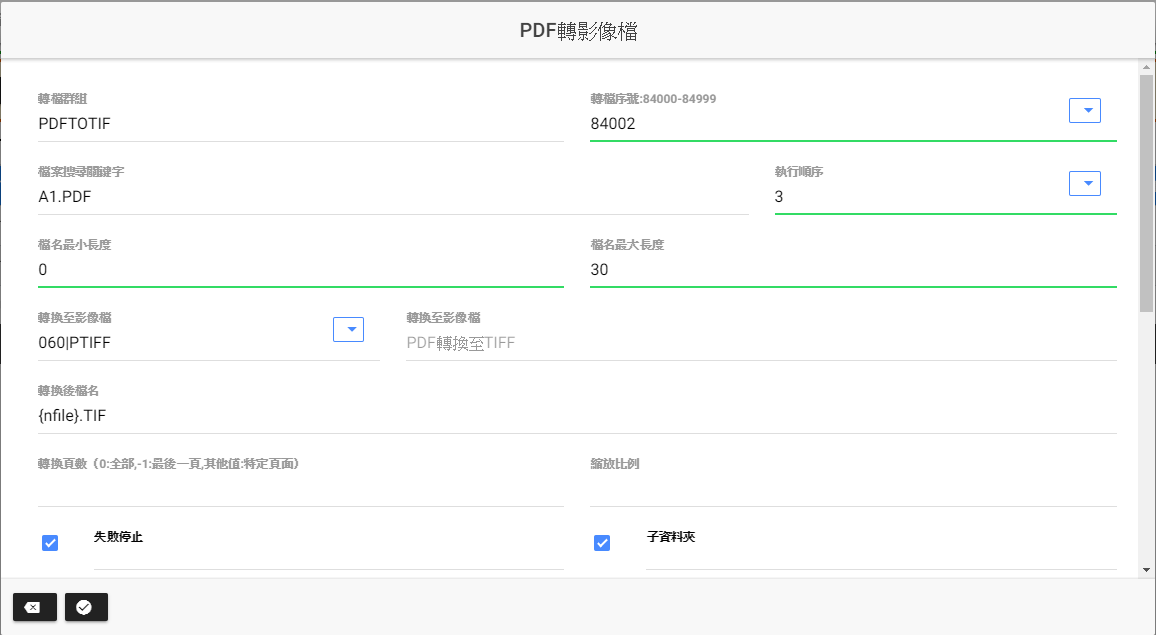 PDF轉影像檔
轉檔群組
PDFTOTIF
轉檔序號:84000-84999
84002
檔案搜尋關鍵字
A1.PDF
執行順序
3
檔名最小長度
0
檔名最大長度
30
轉換至影像檔
060|PTIFF
轉換至影像檔
PDF轉換至TIFF
轉換後檔名
{nfile}.TIF
轉換頁數（0:全部,-1:最後一頁,其他值:特定頁面）
縮放比例
失敗停止
子資料夾